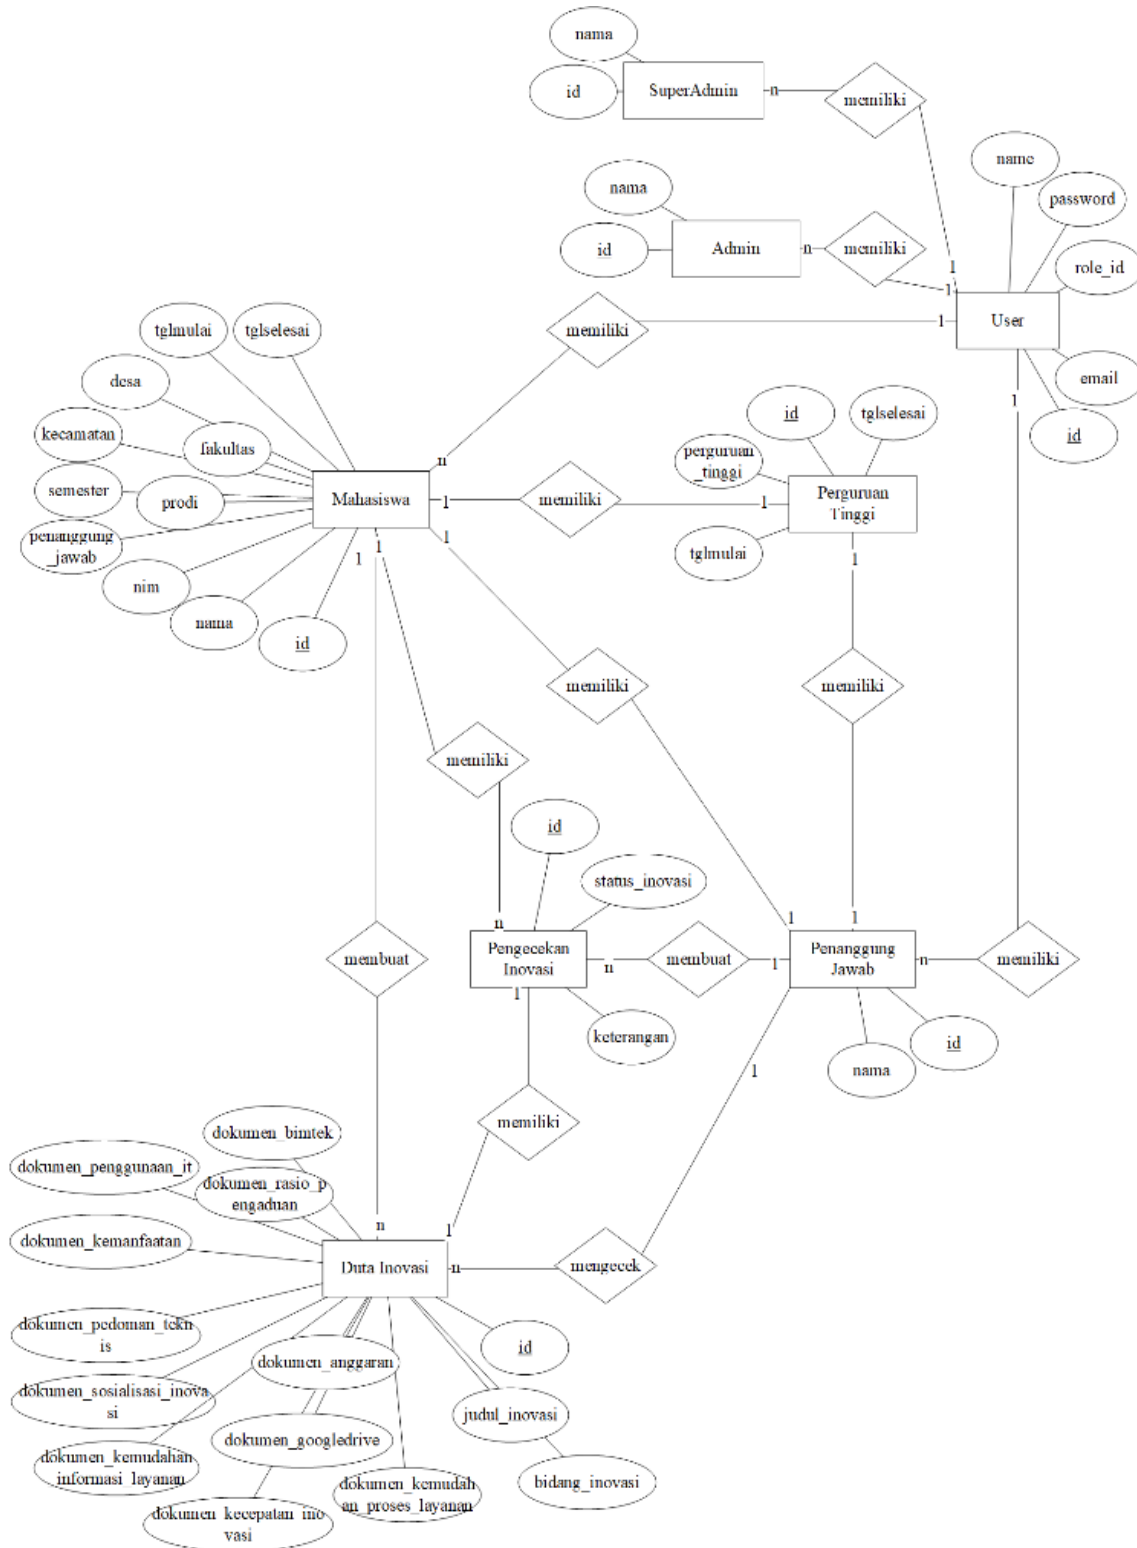 nama
id
SuperAdmin
n
memiliki
name
password
nama
id
Admin
n
memiliki
role_id
1
1
User
1
memiliki
tglmulai
tglselesai
email
id
1
desa
kecamatan
fakultas
semester
prodi
penanggung
_jawab
nim
nama
id
Mahasiswa
n
1
memiliki
1
1
1
1
id
tglselesai
perguruan
_tinggi
Perguruan
Tinggi
tglmulai
1
memiliki
memiliki
memiliki
id
status_inovasi
n
1
1
membuat
Pengecekan
Inovasi
n
membuat
1
Penanggung
Jawab
n
memiliki
1
keterangan
id
nama
1
memiliki
dokumen_bimtek
dokumen_penggunaan_it
dokumen_rasio_p
engaduan
n
1
dokumen_kemanfaatan
Duta Inovasi
n
mengecek
dokumen_pedoman_tekn
is
id
dokumen_anggaran
dokumen_sosialisasi_inova
si
judul_inovasi
dokumen_googledrive
dokumen_kemudahan
_informasi_layanan
bidang_inovasi
dokumen_kemudah
an_proses_layanan
dokumen_kecepatan_ino
vasi